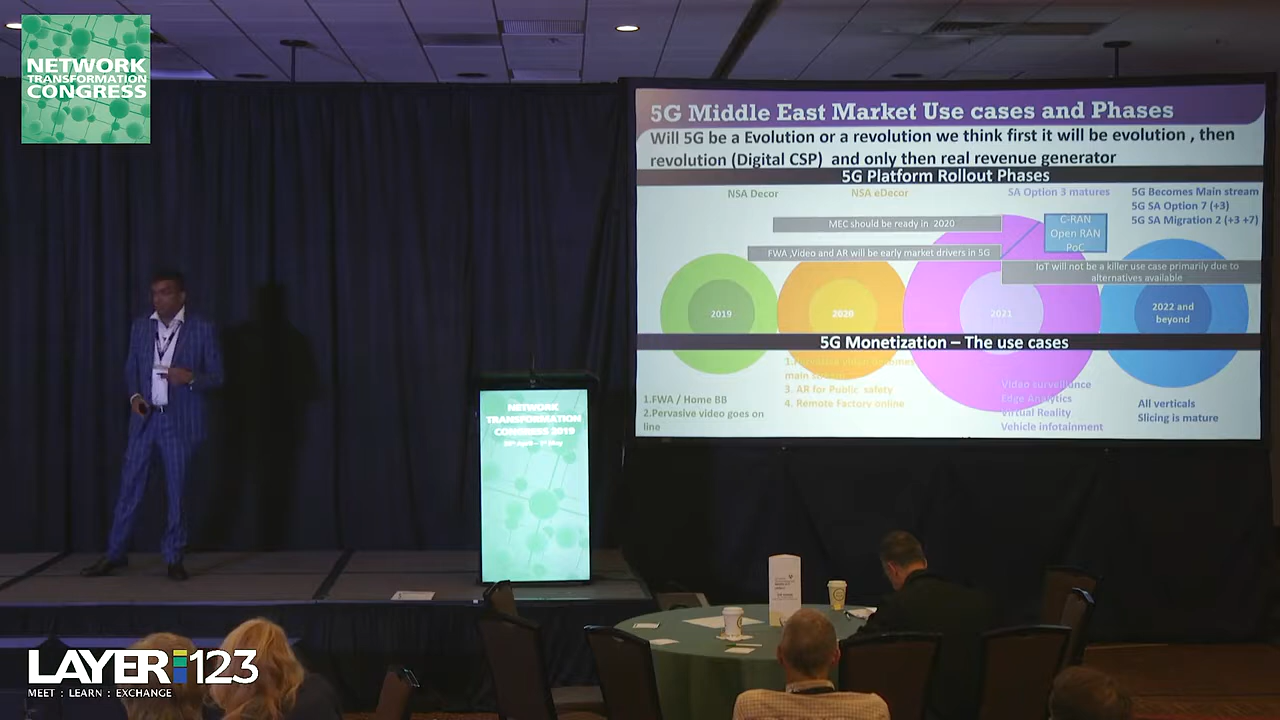 NETWORK
TRANSFORMATION
CONGRESS
5G Middle East Market Use cases and Phases
Will 5G be a Evolution or a revolution we think first it will be evolution , then
revolution (Digital CSP) and only then real revenue generator
5G Platform Rollout Phases
NSA Decor
NSA eDecor
SA Option 3 matures
5G Becomes Main stream
5G SA Option 7 (+3)
5G SA Migration 2 (+3 +7)
MEC should be ready in 2020
C-RAN
Open RAN
PoC
FWA ,Video and AR will be early market drivers in 5G
IoT will not be a killer use case primarily due to
alternatives available
2019
2020
2021
2022 and
beyond
5G Monetization – The use cases
1.FWA / Home BB
2.Pervasive video goes on
line
1. video becomes
main
3. AR for Public safety
4. Remote Factory online
Video surveillance
Edge Analytics
Virtual Reality
Vehicle infotainment
All verticals
Slicing is mature
NETWORK
TRANSFORMATION
CONGRESS 2019
LAYER123
MEET : LEARN : EXCHANGE